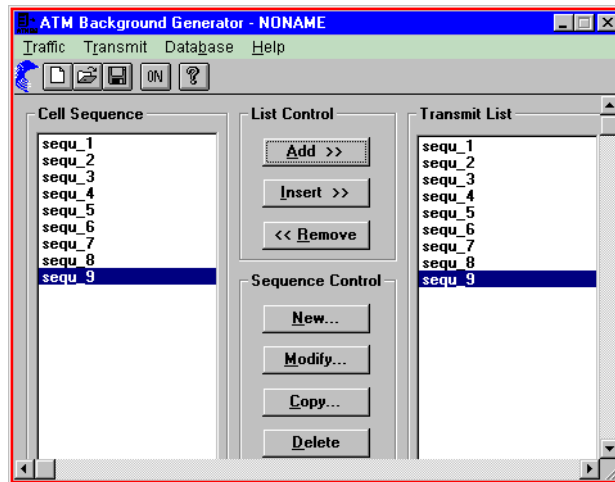 ATM Background Generator - NONAME
Traffic Transmit Database Help
ON ?
Cell Sequence
sequ_1
sequ_2
sequ_3
sequ_4
sequ_5
sequ_6
sequ_7
sequ_8
sequ_9
List Control
Add >>
Insert >>
<< Remove
Sequence Control
New...
Modify...
Copy...
Delete
Transmit List
sequ_1
sequ_2
sequ_3
sequ_4
sequ_5
sequ_6
sequ_7
sequ_8
sequ_9